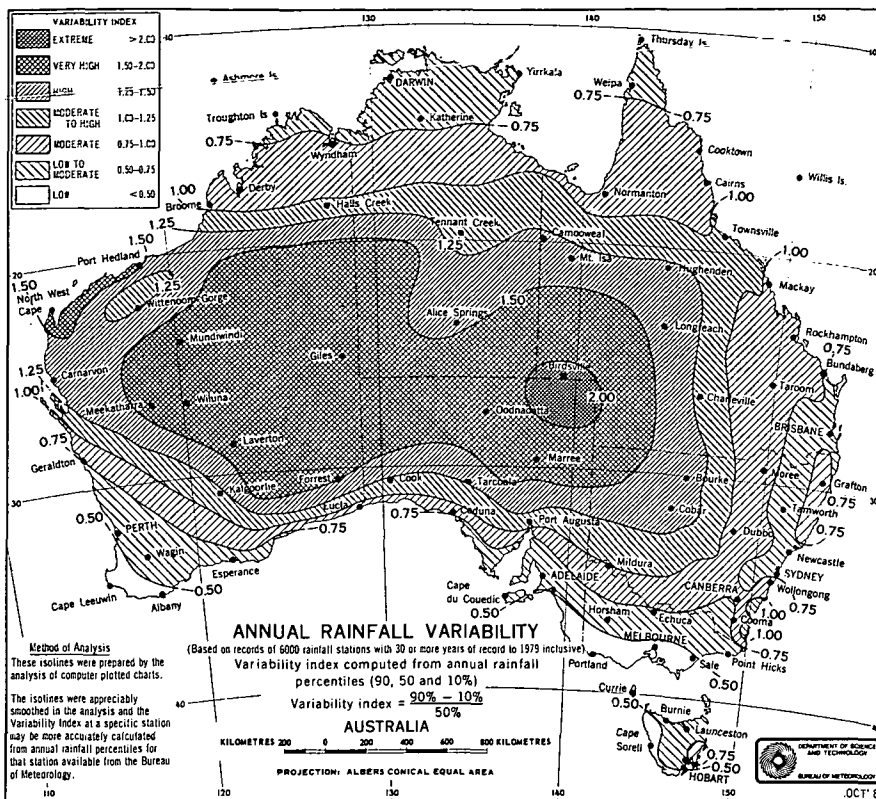 VARIABILITY INDEX
EXTREME >2.00
VERY HIGH 1.50-2.00
HIGH 1.25-1.50
MODERATE TO HIGH 1.00-1.25
MODERATE 0.75-1.00
LOW TO MODERATE 0.50-0.75
LOW <0.50
130
140
150
10
Thursday Is.
Ashmore Is.
DARWIN
Yirrkala
Weipa
0.75
0.75
Troughton Is
Katherine
0.75
0.75
Wyndham
Cooktown
Cairns
Willis Is.
1.00
Derby
Normanton
1.00
Broome
Halls Creek
Townsville
1.25
Tennant Creek
1.25
Camooweal
1.00
1.50
Port Hedland
Mt. Isa
Hughenden
20
20
Mackay
1.50
North West Cape
1.25
Wittenoom Gorge
1.50
Alice Springs
Longreach
Rockhampton
0.75
Mundiwindi
Giles
Birdsville
Bundaberg
1.25
Carnarvon
2.00
Taroom
1.00
Meekatharra
Wiluna
Oodnadatta
Charleville
BRISBANE
0.75
Laverton
Marree
Geraldton
Moree
Grafton
Kalgoorlie
Forrest
Cook
Tarcoola
Bourke
0.75
30
30
Tamworth
Eucla
Ceduna
Cobar
0.75
0.50
0.75
0.75
Port Augusta
Dubbo
PERTH
Newcastle
Wagin
Mildura
SYDNEY
Esperance
ADELAIDE
CANBERRA
Wollongong
0.50
Cape Leeuwin
Albany
Cape du Couedic
0.50
Horsham
Echuca
Cooma
0.75
1.00
1.00
MELBOURNE
0.75
Portland
Sale
Point Hicks
0.50
ANNUAL RAINFALL VARIABILITY
(Based on records of 6000 rainfall stations with 30 or more years of record to 1979 inclusive)
Variability index computed from annual rainfall
percentiles (90, 50 and 10%)
Variability index = 90% - 10%
50%
AUSTRALIA
KILOMETRES 200 0 200 400 600 800 KILOMETRES
PROJECTION: ALBERS CONICAL EQUAL AREA
Method of Analysis
These isolines were prepared by the
analysis of computer plotted charts.
The isolines were appreciably
smoothed in the analysis and the
Variability Index at a specific station
may be more accurately calculated
from annual rainfall percentiles for
that station available from the Bureau
of Meteorology.
Currie
0.50
Burnie
Launceston
Cape Sorell
0.75
0.50
HOBART
40
DEPARTMENT OF SCIENCE
AND TECHNOLOGY
BUREAU OF METEOROLOGY
110
120
130
140
150